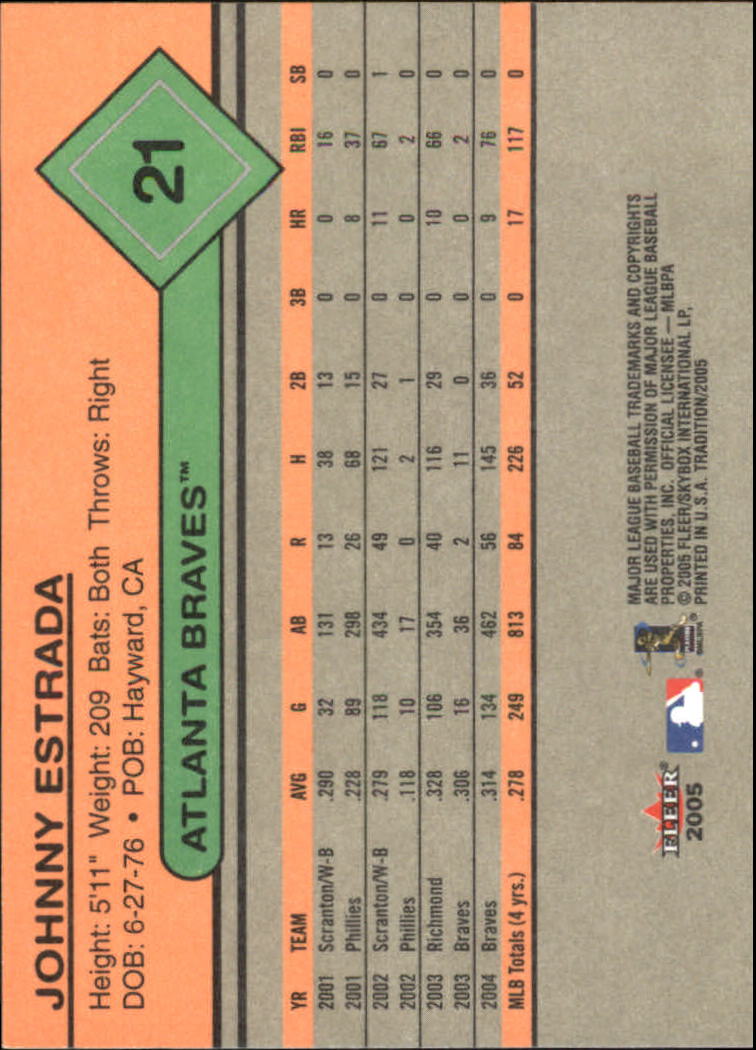 JOHNNY ESTRADA
Height: 5'11" Weight: 209 Bats: Both Throws: Right
DOB: 6-27-76 • POB: Hayward, CA
21
ATLANTA BRAVES™
YR TEAM AVG G AB R H 2B 3B HR RBI SB
2001 Scranton/W-B .290 32 131 13 38 13 0 0 16 0
2001 Phillies .228 89 298 26 68 15 0 8 37 0
2002 Scranton/W-B .279 118 434 49 121 27 0 11 67 1
2002 Phillies .118 10 17 0 2 1 0 0 2 0
2003 Richmond .328 106 354 40 116 29 0 10 66 0
2003 Braves .306 16 36 2 11 0 0 0 2 0
2004 Braves .314 134 462 56 145 36 0 9 76 0
MLB Totals (4 yrs.) .278 249 813 84 226 52 0 17 117 0
FLEER®
2005
®
MAJOR LEAGUE BASEBALL TRADEMARKS AND COPYRIGHTS
ARE USED WITH PERMISSION OF MAJOR LEAGUE BASEBALL
PROPERTIES, INC. OFFICIAL LICENSEE — MLBPA
© 2005 FLEER/SKYBOX INTERNATIONAL LP,
PRINTED IN U.S.A. TRADITION/2005